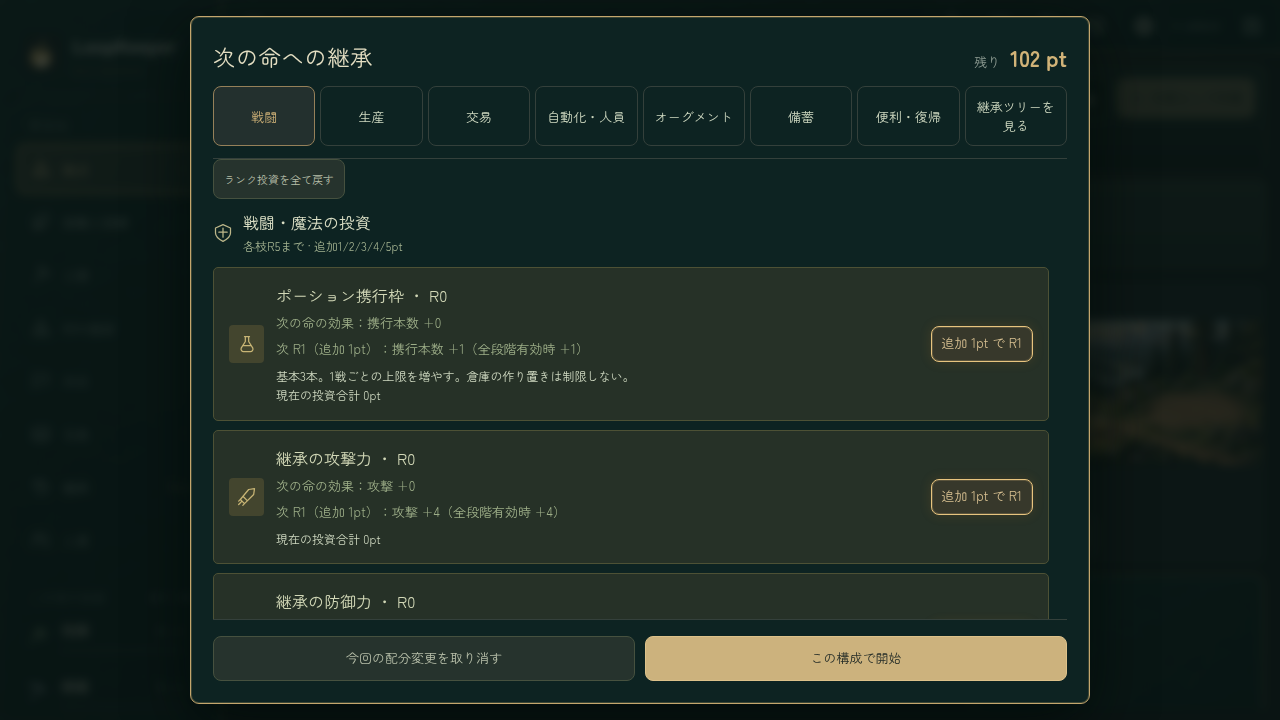 次の命への継承
残り 102 pt
戦闘
生産
交易
自動化・人員
オーグメント
備蓄
便利・復帰
継承ツリーを
見る
ランク投資を全て戻す
戦闘・魔法の投資
各枝R5まで · 追加1/2/3/4/5pt
ポーション携行枠 ・ R0
次の命の効果：携行本数 +0
次 R1（追加 1pt）：携行本数 +1（全段階有効時 +1）
基本3本。1戦ごとの上限を増やす。倉庫の作り置きは制限しない。
現在の投資合計 0pt
追加 1pt で R1
継承の攻撃力 ・ R0
次の命の効果：攻撃 +0
次 R1（追加 1pt）：攻撃 +4（全段階有効時 +4）
現在の投資合計 0pt
追加 1pt で R1
継承の防御力 ・ R0
今回の配分変更を取り消す
この構成で開始